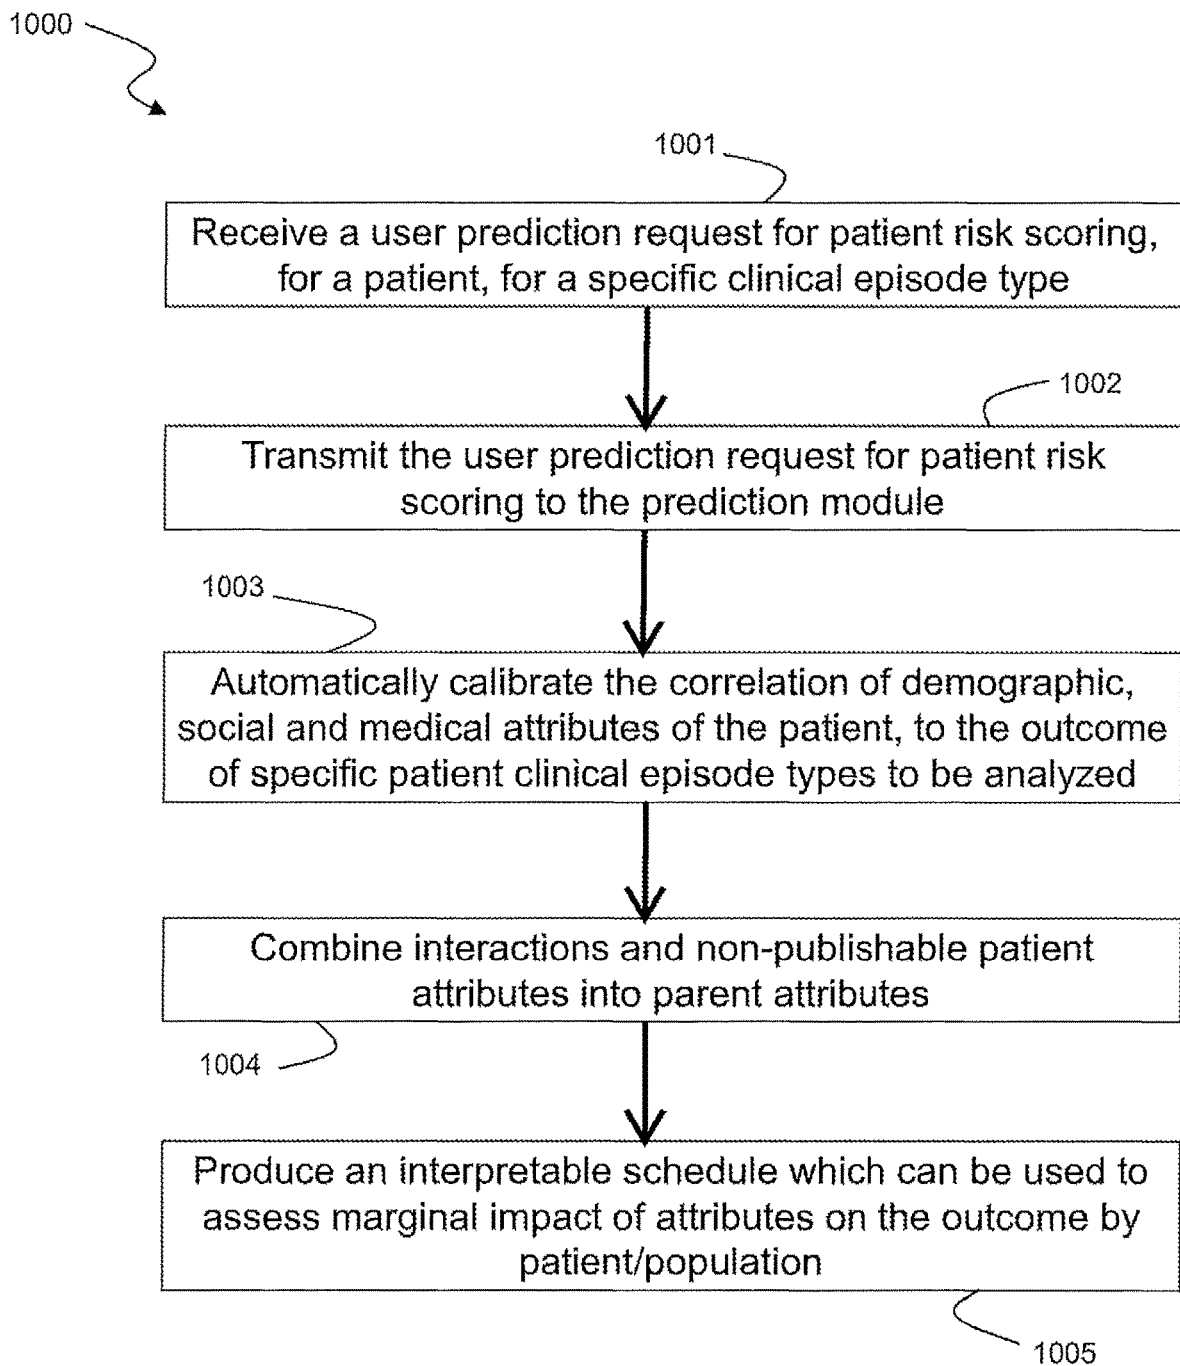 1000
1001
Receive a user prediction request for patient risk scoring,
for a patient, for a specific clinical episode type
1002
Transmit the user prediction request for patient risk
scoring to the prediction module
1003
Automatically calibrate the correlation of demographic,
social and medical attributes of the patient, to the outcome
of specific patient clinical episode types to be analyzed
Combine interactions and non-publishable patient
attributes into parent attributes
1004
Produce an interpretable schedule which can be used to
assess marginal impact of attributes on the outcome by
patient/population
1005